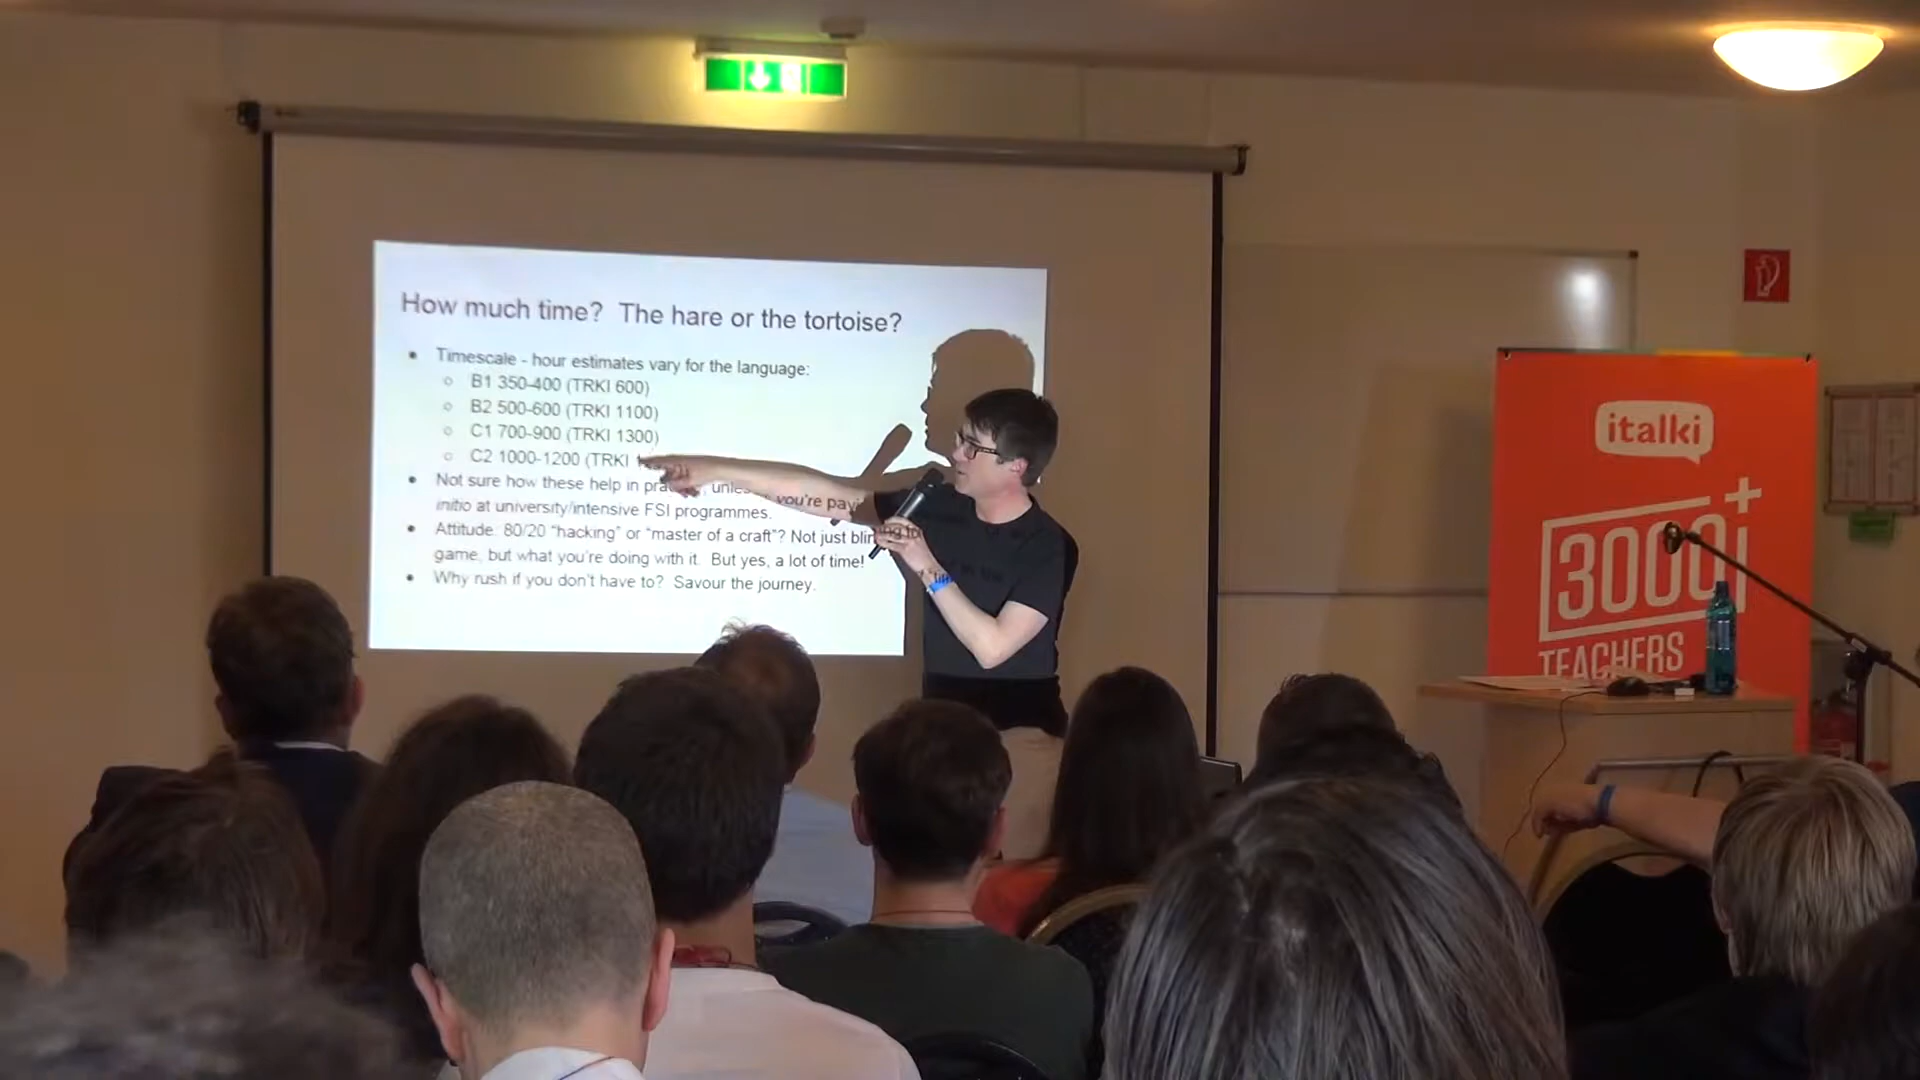 How much time? The hare or the tortoise?
Timescale - hour estimates vary for the language:
B1 350-400 (TRKI 600)
B2 500-600 (TRKI 1100)
C1 700-900 (TRKI 1300)
C2 1000-1200 (TRKI
Not sure how these help in you're
initio at university/intensive FSI programmes.
Attitude: 80/20 “hacking” or “master of a craft”? Not just
game, but what you're doing with it. But yes, a lot of time!
Why rush if you don't have to? Savour the journey.
italki
3000+
TEACHERS